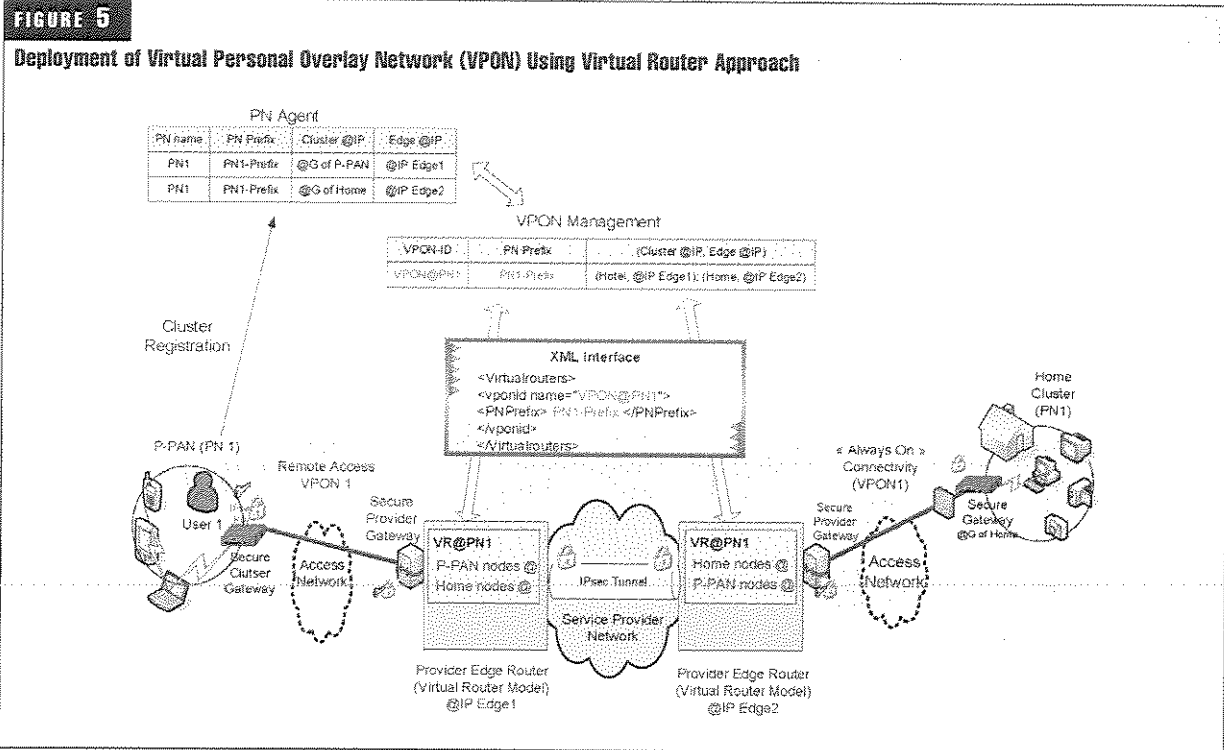 FIGURE 5
Deployment of Virtual Personal Overlay Network (VPON) Using Virtual Router Approach
PN Agent
PN name PN Prefix Cluster @IP Edge @IP
PN1 PN1-Prefix @G of P-PAN @IP Edge1
PN1 PN1-Prefix @G of Home @IP Edge2
VPON Management
VPON-ID PN Prefix (Cluster @IP, Edge @IP)
VPON@PN1 PN1-Prefix (Hotel, @IP Edge1); (Home, @IP Edge2)
Cluster
Registration
XML Interface
<Virtualrouters>
<vponid name="VPON@PN1">
<PNPrefix> PN1-Prefix </PNPrefix>
</vponid>
</Virtualrouters>
P-PAN (PN 1)
User 1
Secure
Clutser
Gateway
Remote Access
VPON 1
Access
Network
Secure
Provider
Gateway
VR@PN1
P-PAN nodes @
Home nodes @
Provider Edge Router
(Virtual Router Model)
@IP Edge1
IPsec Tunnel
Service Provider
Network
VR@PN1
Home nodes @
P-PAN nodes @
Provider Edge Router
(Virtual Router Model)
@IP Edge2
Secure
Provider
Gateway
« Always On »
Connectivity
(VPON1)
Access
Network
Home
Cluster
(PN1)
Secure
Gateway
@G of Home